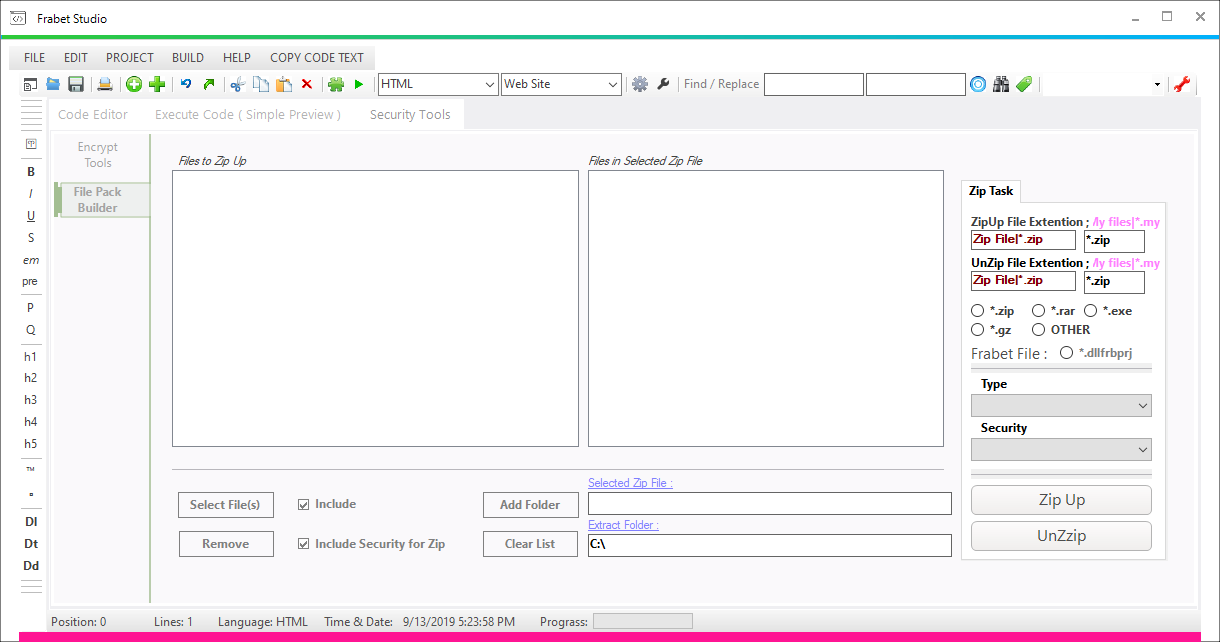 Frabet Studio
FILE EDIT PROJECT BUILD HELP COPY CODE TEXT
HTML Web Site Find / Replace
Code Editor Execute Code ( Simple Preview ) Security Tools
Encrypt
Tools
File Pack
Builder
B
I
U
S
em
pre
P
Q
h1
h2
h3
h4
h5
™
Dl
Dt
Dd
Files to Zip Up
Files in Selected Zip File
Zip Task
ZipUp File Extention ; /ly files|*.my
Zip File|*.zip *.zip
UnZip File Extention ; /ly files|*.my
Zip File|*.zip *.zip
*.zip *.rar *.exe
*.gz OTHER
Frabet File : *.dllfrbprj
Type
Security
Zip Up
UnZzip
Select File(s) Include Add Folder
Remove Include Security for Zip Clear List
Selected Zip File :
Extract Folder :
C:\
Position: 0 Lines: 1 Language: HTML Time & Date: 9/13/2019 5:23:58 PM Prograss: